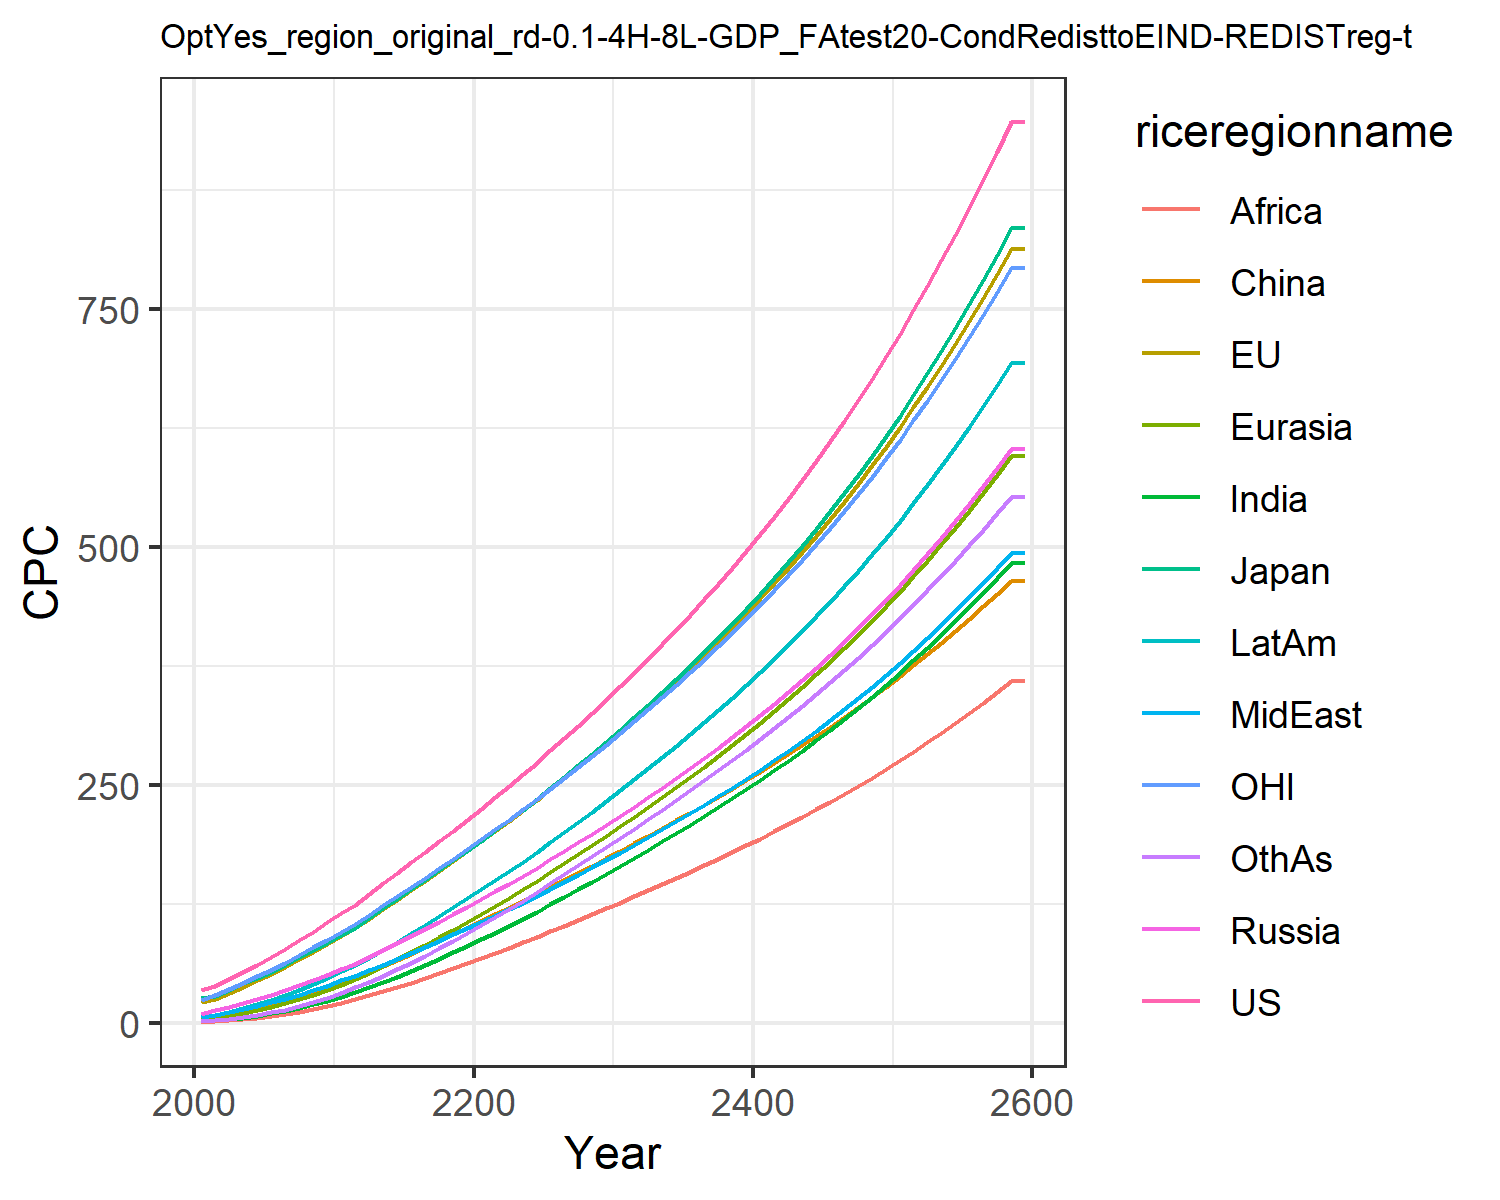 OptYes_region_original_rd-0.1-4H-8L-GDP_FAtest20-CondRedisttoEIND-REDISTreg-t
CPC
750
500
250
0
2000 2200 2400 2600
Year
riceregionname
Africa
China
EU
Eurasia
India
Japan
LatAm
MidEast
OHI
OthAs
Russia
US